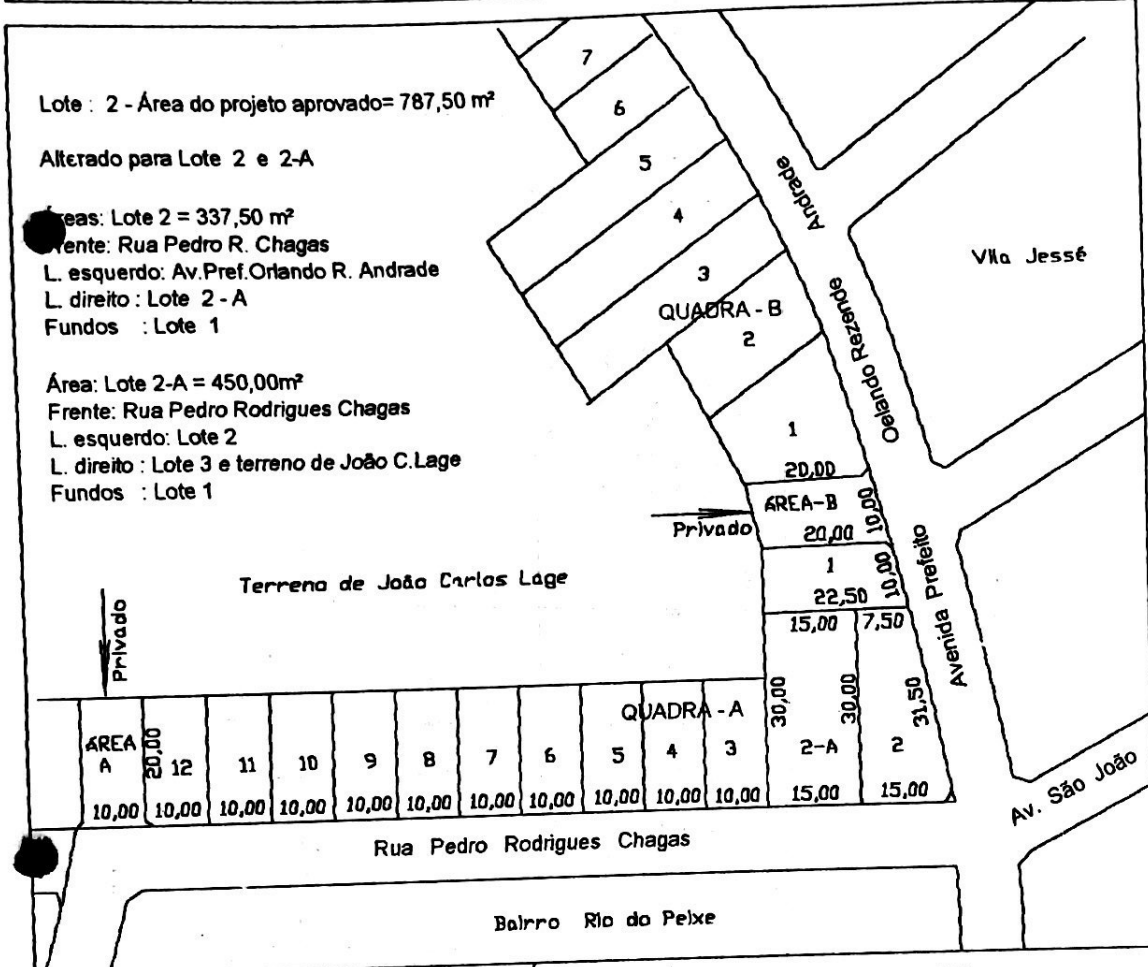 Lote : 2 - Área do projeto aprovado= 787,50 m²
Alterado para Lote 2 e 2-A
reas: Lote 2 = 337,50 m²
rente: Rua Pedro R. Chagas
L. esquerdo: Av.Pref.Orlando R. Andrade
L. direito : Lote 2 - A
Fundos : Lote 1
Área: Lote 2-A = 450,00m²
Frente: Rua Pedro Rodrigues Chagas
L. esquerdo: Lote 2
L. direito : Lote 3 e terreno de João C.Lage
Fundos : Lote 1
7
6
5
4
3
QUADRA - B
2
1
20,00
ÁREA-B
20,00
10,00
Privado
1
22,50
10,00
15,00
7,50
30,00
30,00
31,50
2-A
2
15,00
15,00
Avenida Prefeito Oelando Rezende Andrade
Vila Jessé
Terreno de João Carlos Lage
Privado
QUADRA - A
ÁREA
A
20,00
12
11
10
9
8
7
6
5
4
3
10,00
10,00
10,00
10,00
10,00
10,00
10,00
10,00
10,00
10,00
10,00
Av. São João
Rua Pedro Rodrigues Chagas
Bairro Rio do Peixe